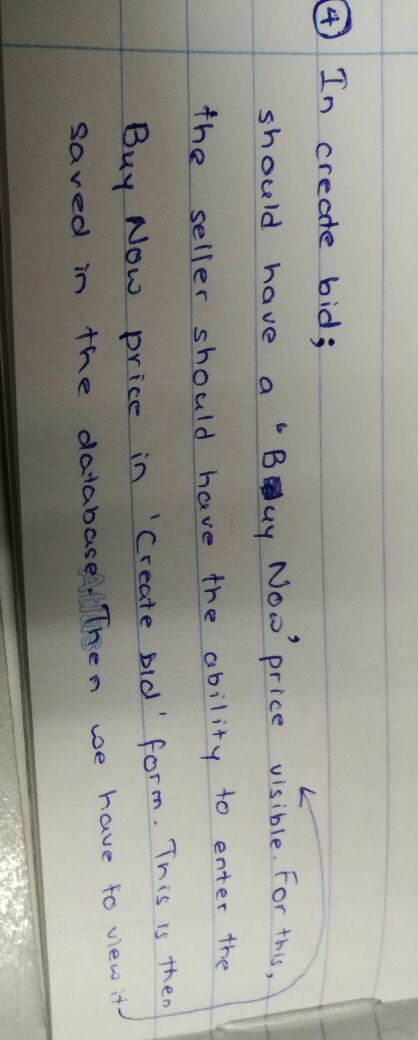 ④ In create bid;
should have a "Buy Now' price visible. For this,
the seller should have the ability to enter the
Buy Now price in 'Create bid' form. This is then
saved in the database. Then we have to view it